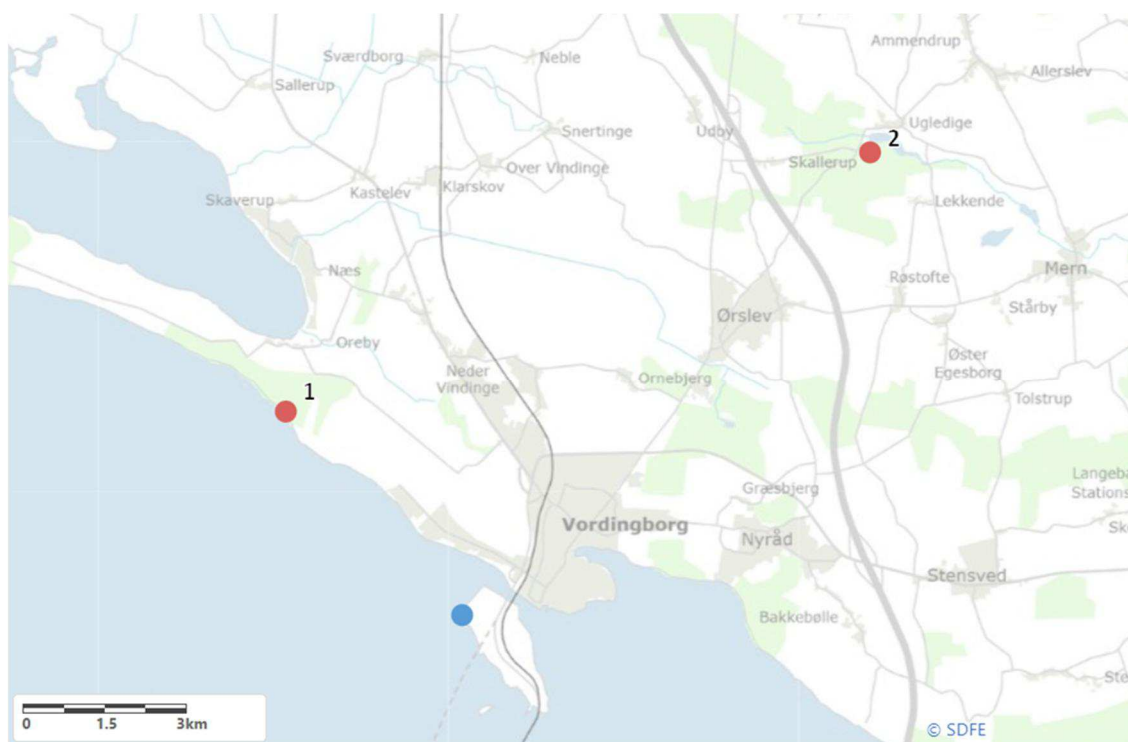 Ammendrup
Sværdborg
Neble
Allerslev
Sallerup
Ugledige
Snertinge
Udby
2
Skallerup
Over Vindinge
Klarskov
Kastelev
Skaverup
Lekkende
Næs
Mern
Røstofte
Stårby
Ørslev
Oreby
Øster
Egesborg
Neder
Vindinge
Ornebjerg
1
Tolstrup
Langeba
Stations
Græsbjerg
Vordingborg
Nyråd
Stensved
Bakkebølle
0 1.5 3km
© SDFE